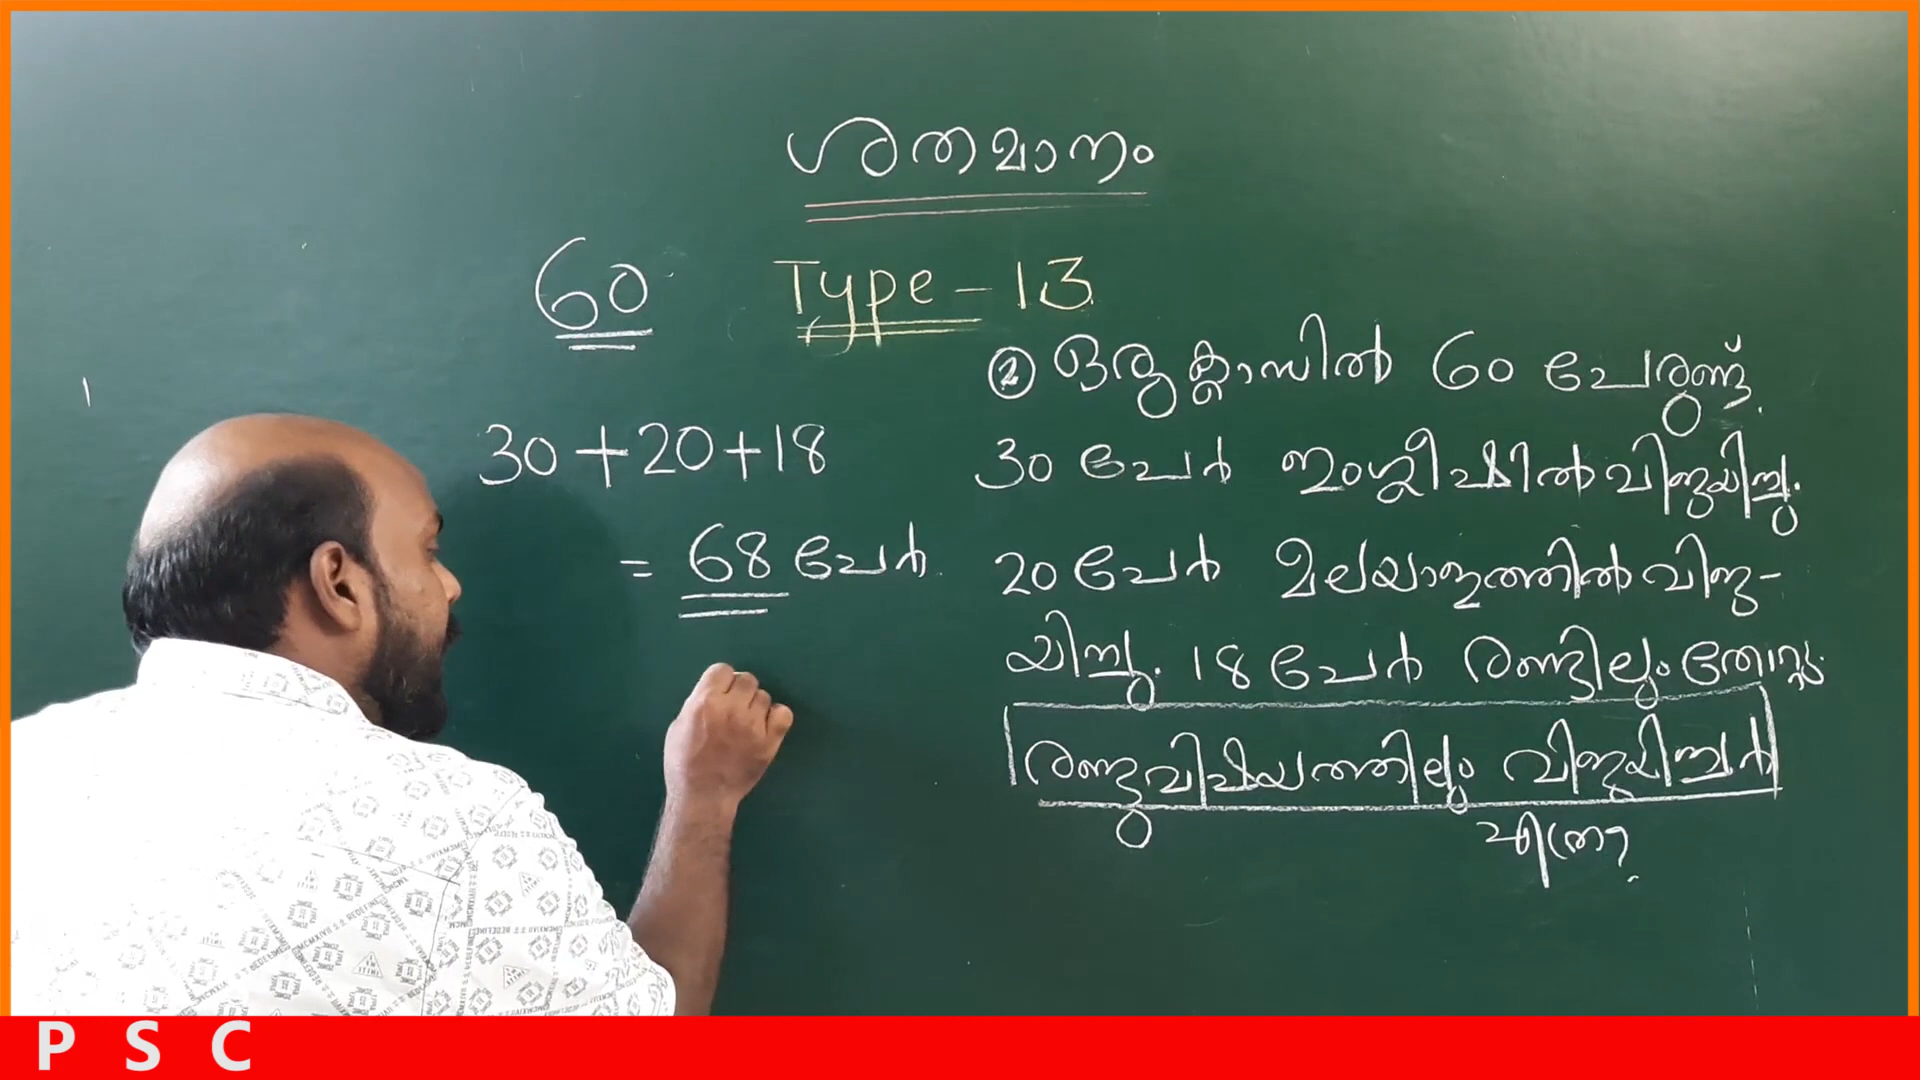 ശതമാനം
60
Type - 13
30 + 20 + 18
= 68 പേർ
② ഒരു ക്ലാസിൽ 60 പേരുണ്ട്.
30 പേർ ഇംഗ്ലീഷിൽ വിജയിച്ചു.
20 പേർ മലയാളത്തിൽ വിജ-
യിച്ചു. 18 പേർ രണ്ടിലും തോറ്റു.
രണ്ടു വിഷയത്തിലും വിജയിച്ചവർ
എത്ര?
P S C